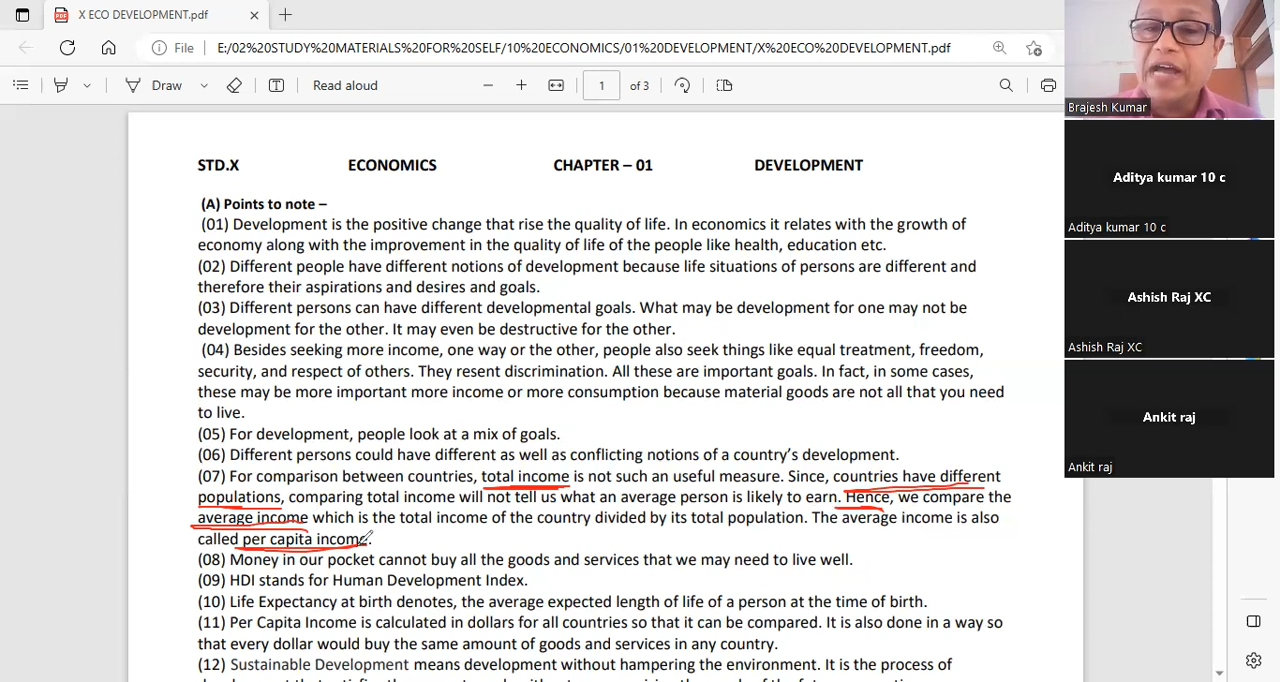 X ECO DEVELOPMENT.pdf
File E:/02%20STUDY%20MATERIALS%20FOR%20SELF/10%20ECONOMICS/01%20DEVELOPMENT/X%20ECO%20DEVELOPMENT.pdf
Draw Read aloud 1 of 3
STD.X ECONOMICS CHAPTER – 01 DEVELOPMENT
(A) Points to note –
(01) Development is the positive change that rise the quality of life. In economics it relates with the growth of
economy along with the improvement in the quality of life of the people like health, education etc.
(02) Different people have different notions of development because life situations of persons are different and
therefore their aspirations and desires and goals.
(03) Different persons can have different developmental goals. What may be development for one may not be
development for the other. It may even be destructive for the other.
(04) Besides seeking more income, one way or the other, people also seek things like equal treatment, freedom,
security, and respect of others. They resent discrimination. All these are important goals. In fact, in some cases,
these may be more important more income or more consumption because material goods are not all that you need
to live.
(05) For development, people look at a mix of goals.
(06) Different persons could have different as well as conflicting notions of a country's development.
(07) For comparison between countries, total income is not such an useful measure. Since, countries have different
populations, comparing total income will not tell us what an average person is likely to earn. Hence, we compare the
average income which is the total income of the country divided by its total population. The average income is also
called per capita income.
(08) Money in our pocket cannot buy all the goods and services that we may need to live well.
(09) HDI stands for Human Development Index.
(10) Life Expectancy at birth denotes, the average expected length of life of a person at the time of birth.
(11) Per Capita Income is calculated in dollars for all countries so that it can be compared. It is also done in a way so
that every dollar would buy the same amount of goods and services in any country.
(12) Sustainable Development means development without hampering the environment. It is the process of
Brajesh Kumar
Aditya kumar 10 c
Aditya kumar 10 c
Ashish Raj XC
Ashish Raj XC
Ankit raj
Ankit raj